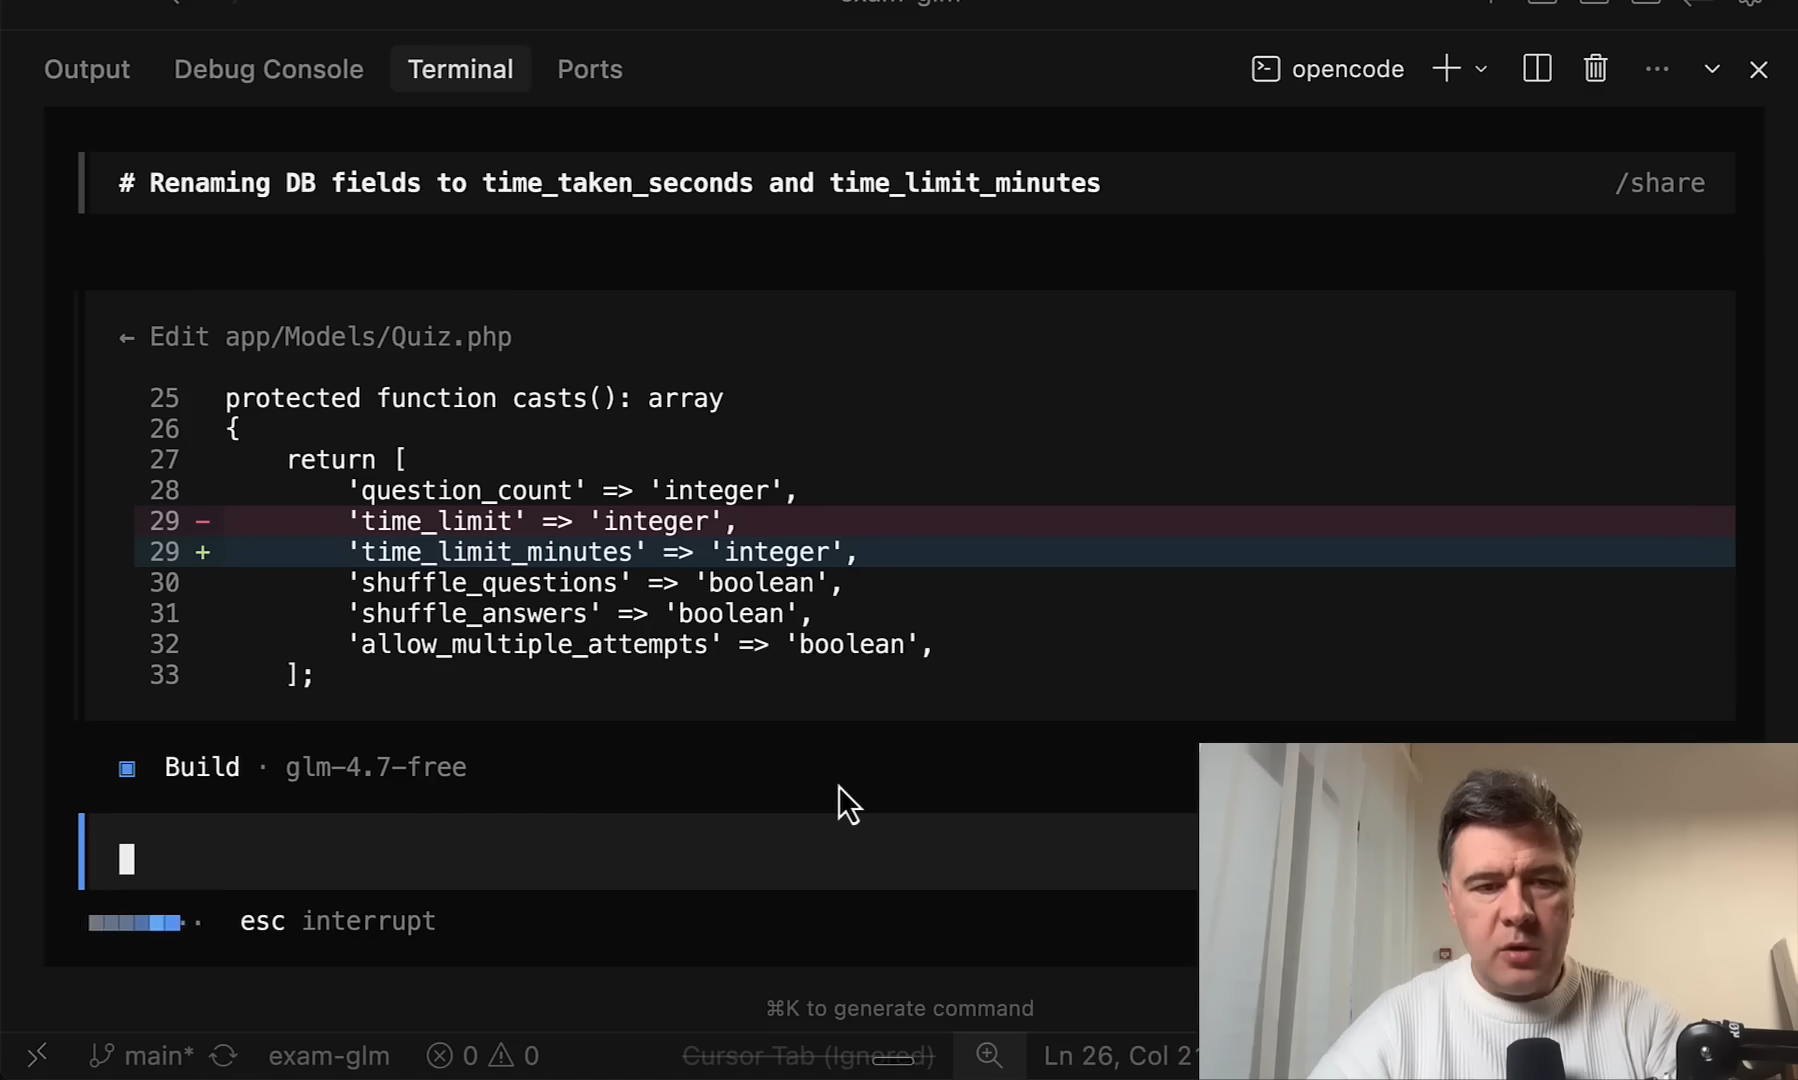 exam-glm
Output Debug Console Terminal Ports opencode
# Renaming DB fields to time_taken_seconds and time_limit_minutes /share
← Edit app/Models/Quiz.php
25 protected function casts(): array
26 {
27 return [
28 'question_count' => 'integer',
29 - 'time_limit' => 'integer',
29 + 'time_limit_minutes' => 'integer',
30 'shuffle_questions' => 'boolean',
31 'shuffle_answers' => 'boolean',
32 'allow_multiple_attempts' => 'boolean',
33 ];
Build · glm-4.7-free
esc interrupt
⌘K to generate command
main* exam-glm 0 0 Cursor Tab (Ignored) Ln 26, Col 21